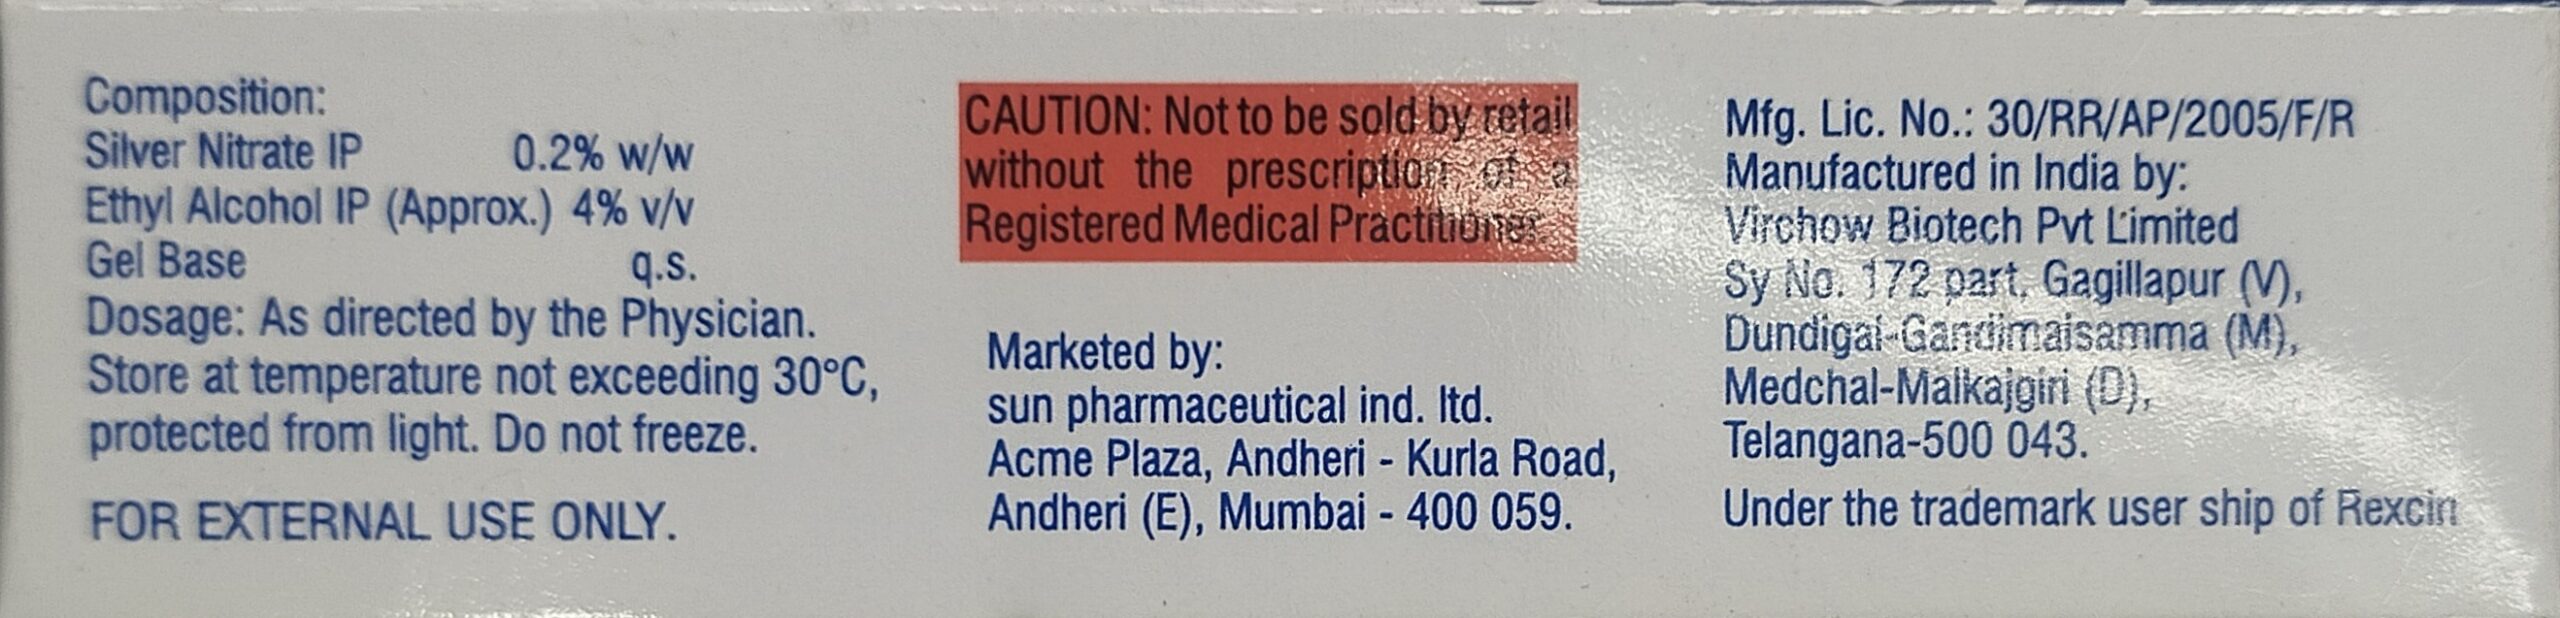 Composition:
Silver Nitrate IP 0.2% w/w
Ethyl Alcohol IP (Approx.) 4% v/v
Gel Base q.s.
Dosage: As directed by the Physician.
Store at temperature not exceeding 30°C,
protected from light. Do not freeze.
FOR EXTERNAL USE ONLY.
CAUTION: Not to be sold by retail
without the prescription of a
Registered Medical Practitioner.
Marketed by:
sun pharmaceutical ind. ltd.
Acme Plaza, Andheri - Kurla Road,
Andheri (E), Mumbai - 400 059.
Mfg. Lic. No.: 30/RR/AP/2005/F/R
Manufactured in India by:
Virchow Biotech Pvt Limited
Sy No. 172 part, Gagillapur (V),
Dundigal-Gandimaisamma (M),
Medchal-Malkajgiri (D),
Telangana-500 043.
Under the trademark user ship of Rexcin